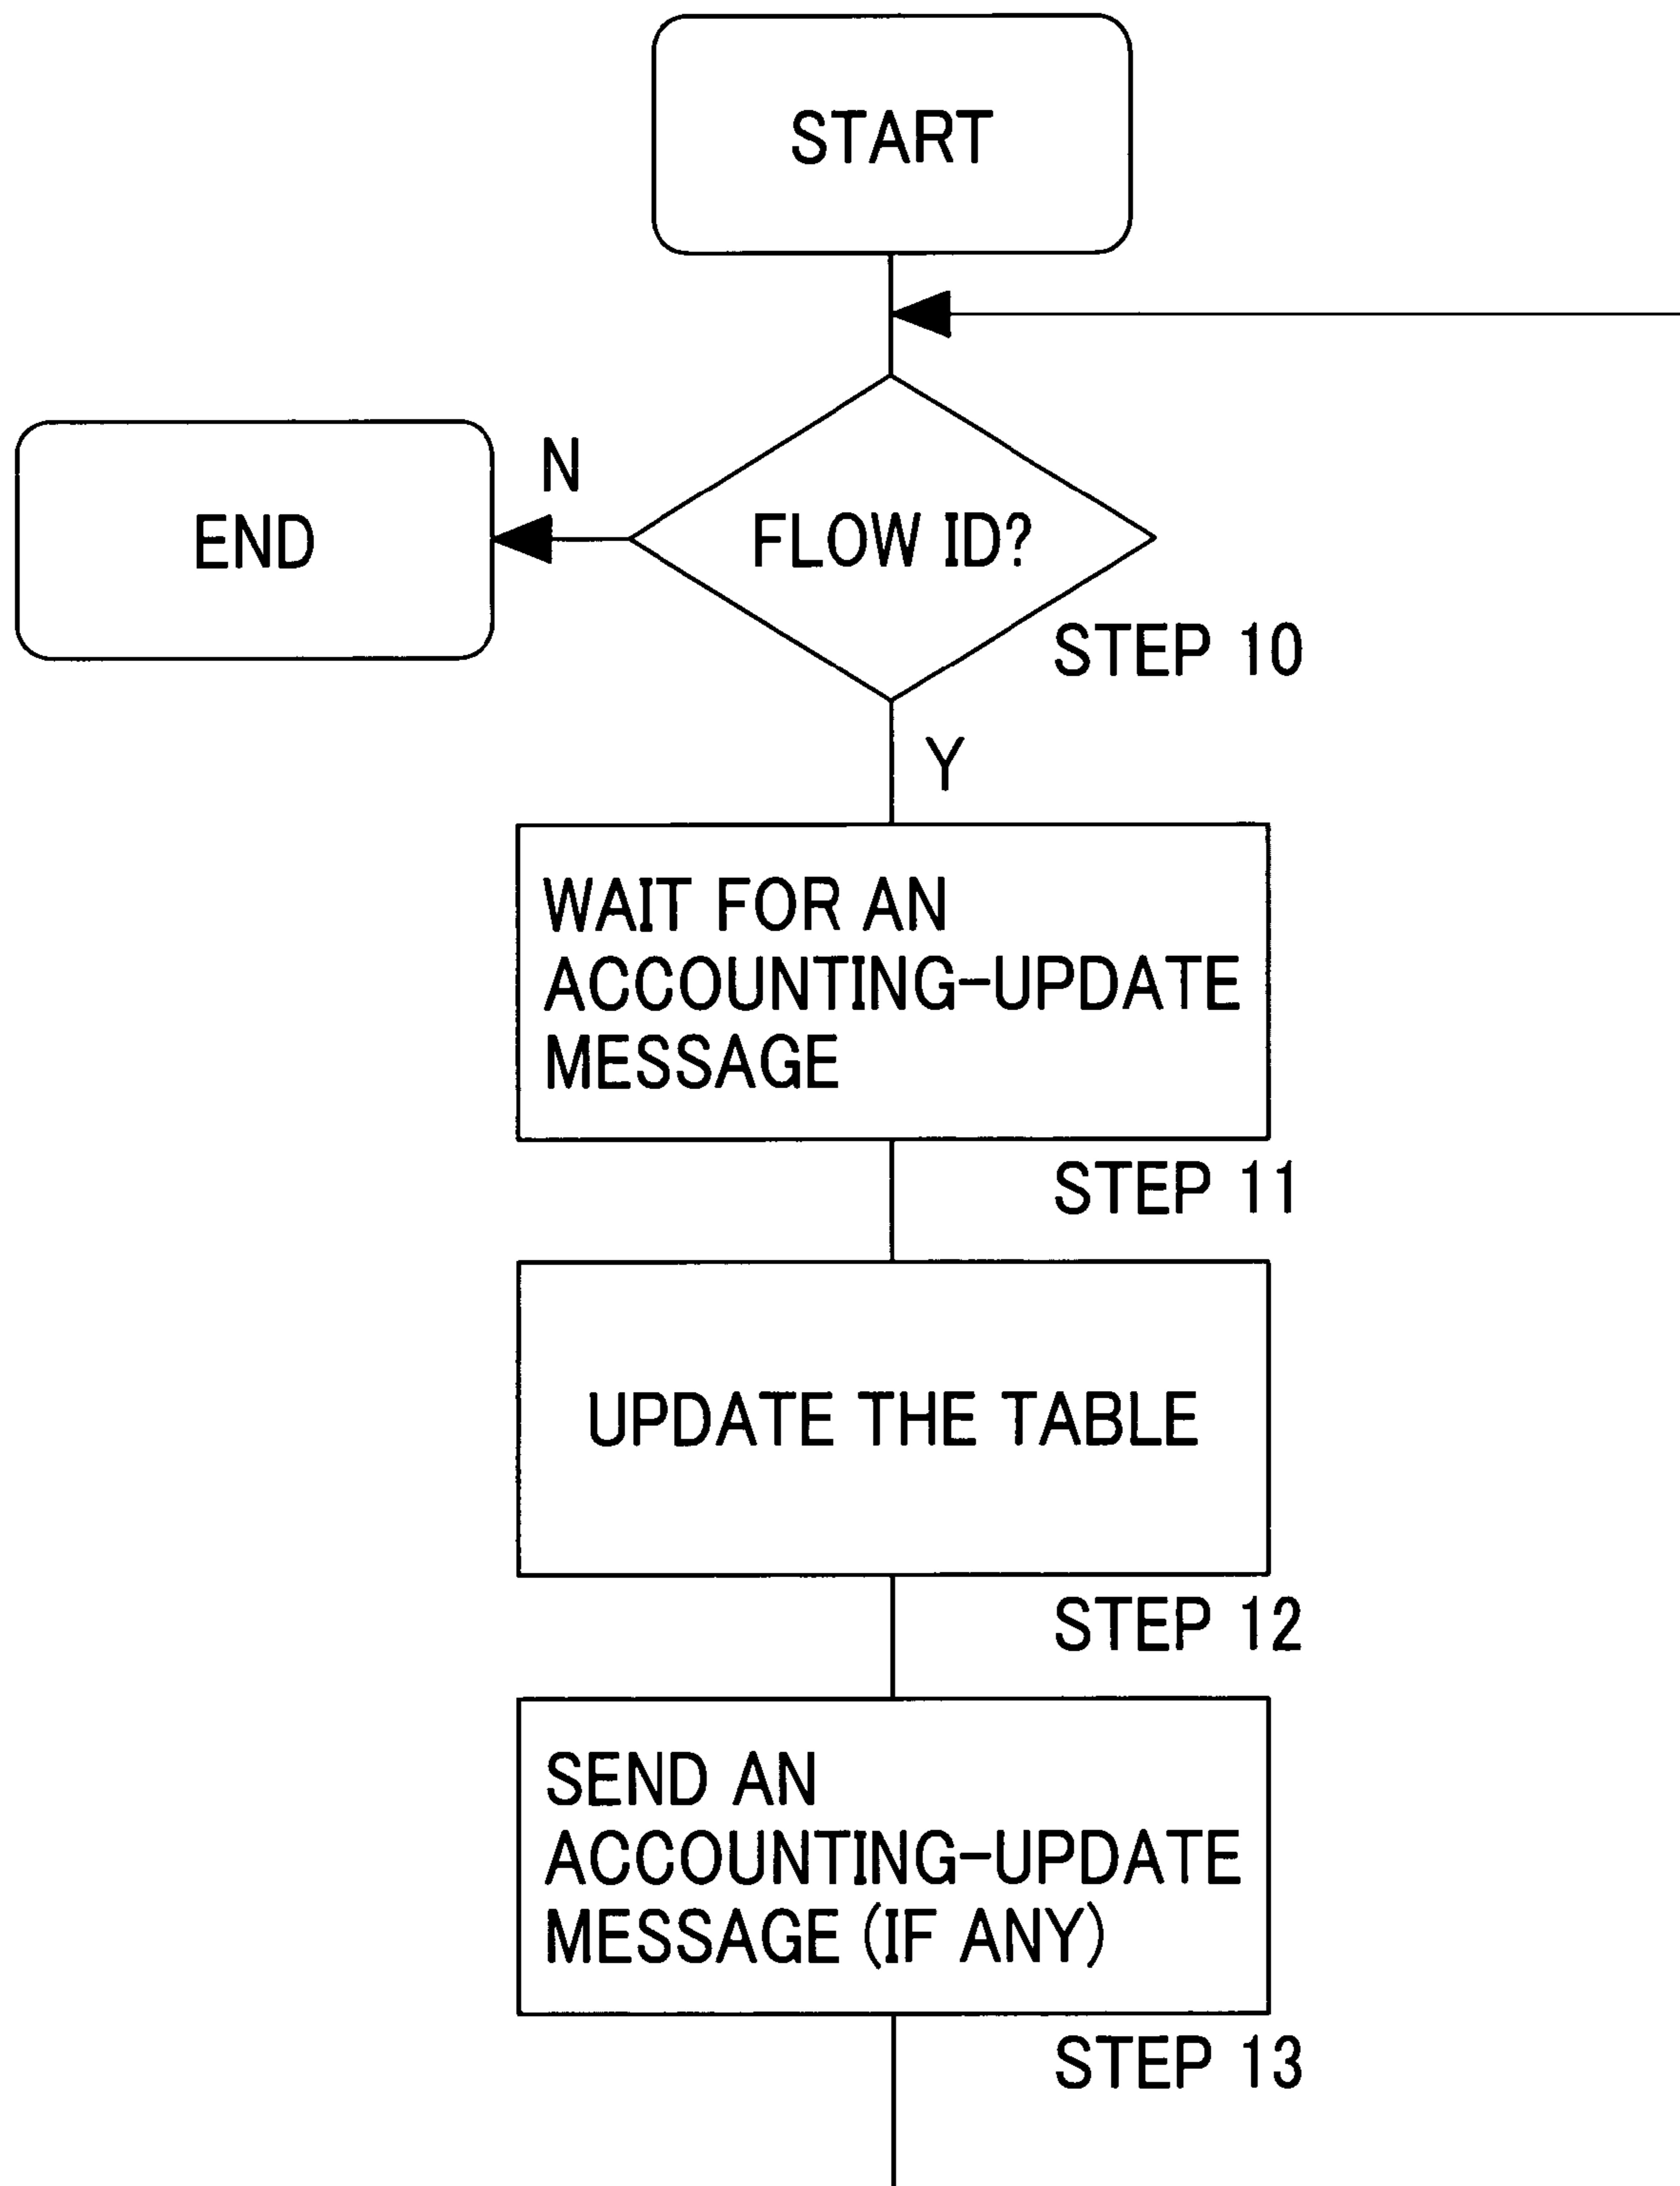 START
N
END
FLOW ID?
STEP 10
Y
WAIT FOR AN
ACCOUNTING-UPDATE
MESSAGE
STEP 11
UPDATE THE TABLE
STEP 12
SEND AN
ACCOUNTING-UPDATE
MESSAGE (IF ANY)
STEP 13